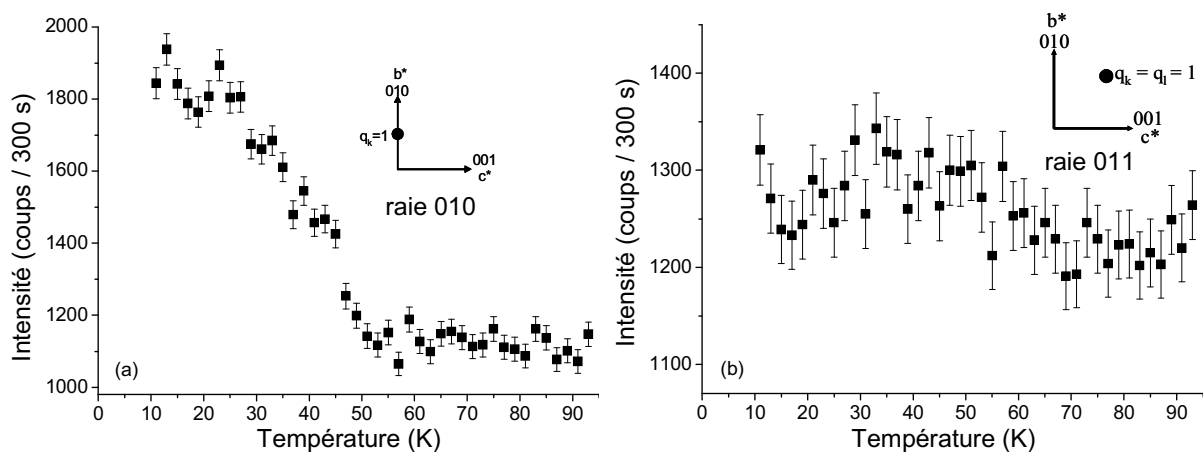 2000
1800
1600
1400
1200
1000
Intensité (coups / 300 s)
b*
010
q_k=1
001
c*
raie 010
(a)
0 10 20 30 40 50 60 70 80 90
Température (K)
1400
1300
1200
1100
Intensité (coups / 300 s)
b*
010
q_k = q_l = 1
001
c*
raie 011
(b)
0 10 20 30 40 50 60 70 80 90
Température (K)